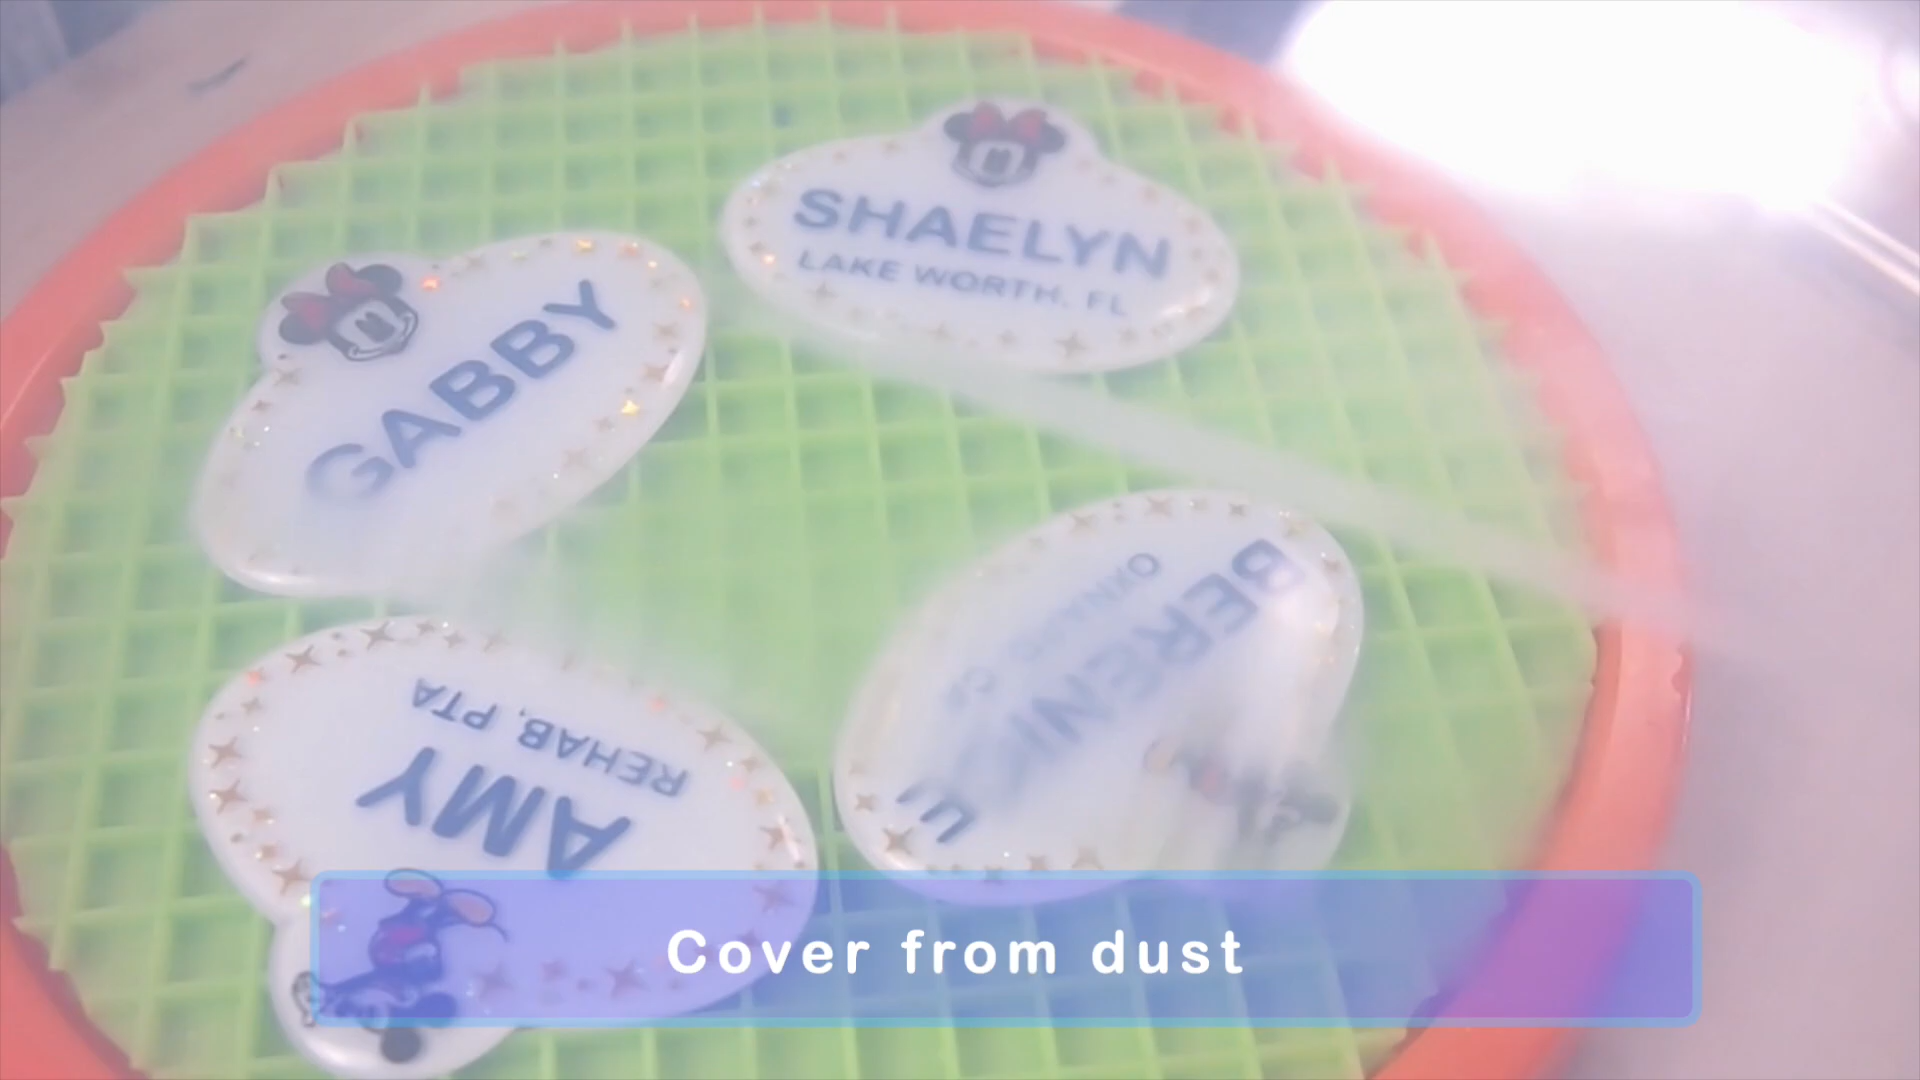 SHAELYN
LAKE WORTH, FL
GABBY
AMY
REHAB, PTA
Cover from dust